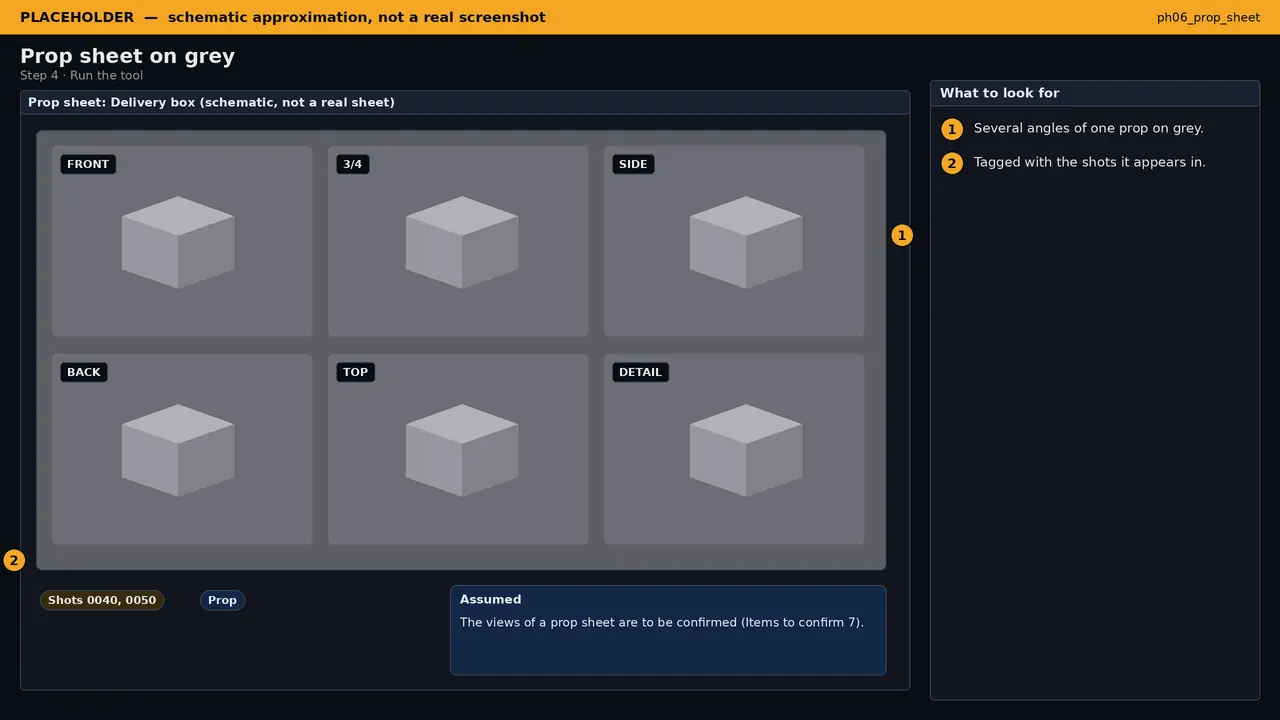 PLACEHOLDER — schematic approximation, not a real screenshot
ph06_prop_sheet
Prop sheet on grey
Step 4 · Run the tool
Prop sheet: Delivery box (schematic, not a real sheet)
FRONT
3/4
SIDE
1
BACK
TOP
DETAIL
2
Shots 0040, 0050
Prop
Assumed
The views of a prop sheet are to be confirmed (Items to confirm 7).
What to look for
1 Several angles of one prop on grey.
2 Tagged with the shots it appears in.